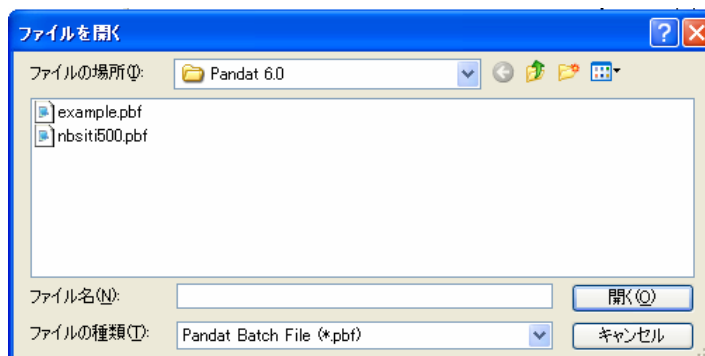 ファイルを開く
ファイルの場所(I):
Pandat 6.0
example.pbf
nbsiti500.pbf
ファイル名(N):
開く(O)
ファイルの種類(T):
Pandat Batch File (*.pbf)
キャンセル